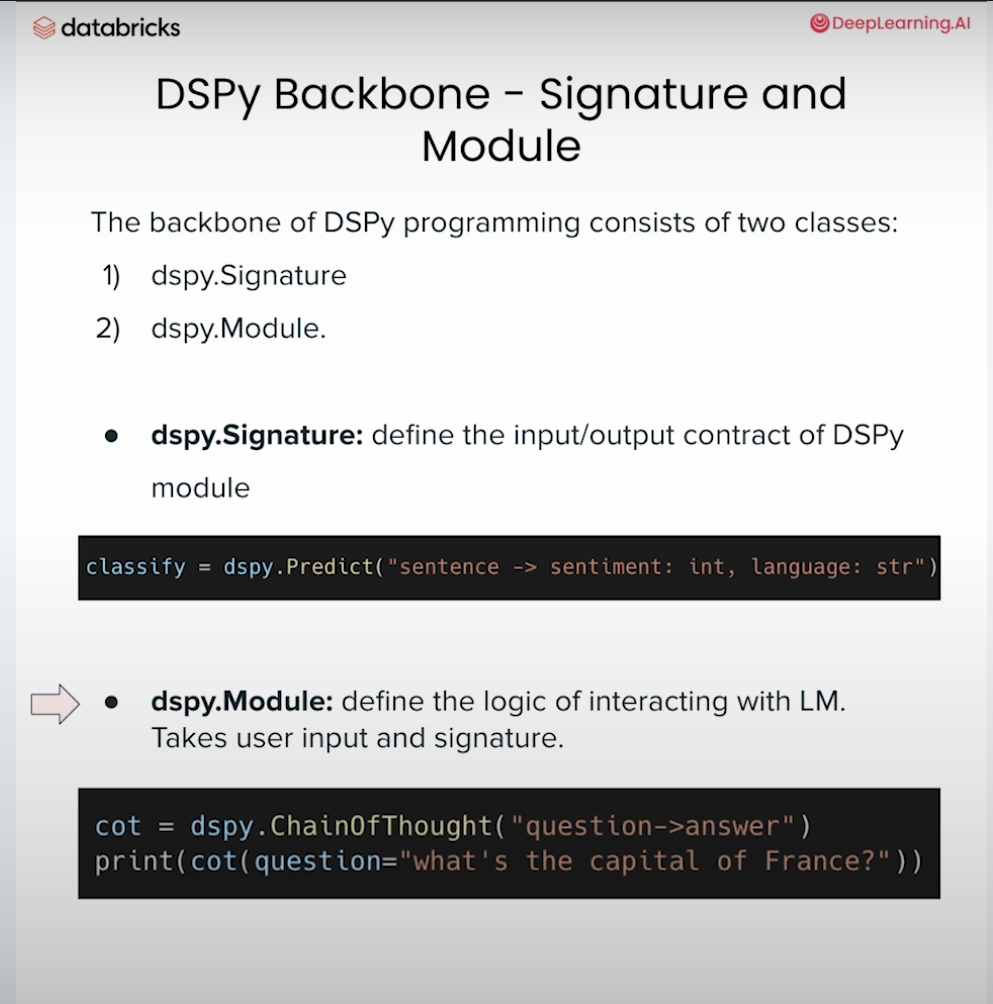 databricks
DeepLearning.AI
DSPy Backbone - Signature and
Module
The backbone of DSPy programming consists of two classes:
1) dspy.Signature
2) dspy.Module.
● dspy.Signature: define the input/output contract of DSPy
module
classify = dspy.Predict("sentence -> sentiment: int, language: str")
● dspy.Module: define the logic of interacting with LM.
Takes user input and signature.
cot = dspy.ChainOfThought("question->answer")
print(cot(question="what's the capital of France?"))